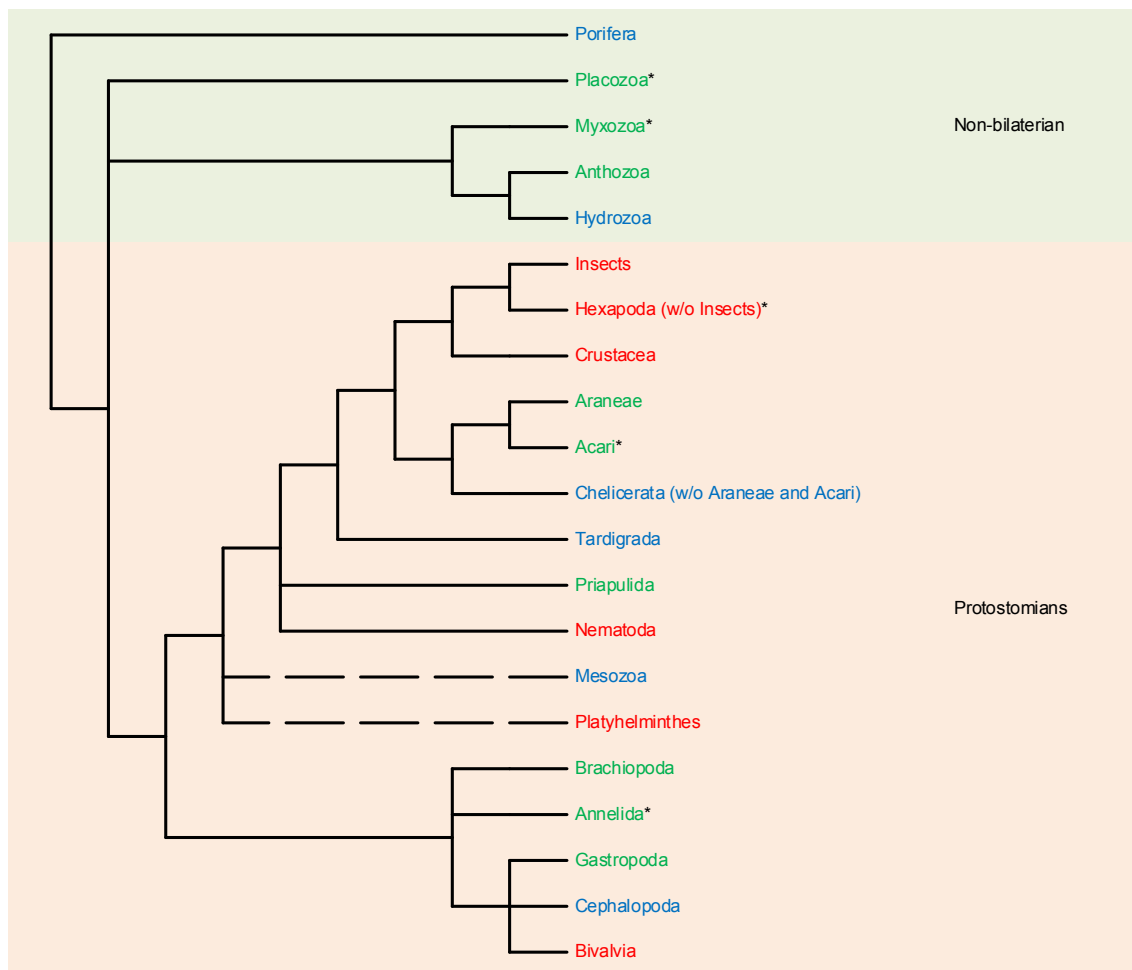 Porifera
Placozoa*
Myxozoa*
Non-bilaterian
Anthozoa
Hydrozoa
Insects
Hexapoda (w/o Insects)*
Crustacea
Araneae
Acari*
Chelicerata (w/o Araneae and Acari)
Tardigrada
Priapulida
Protostomians
Nematoda
Mesozoa
Platyhelminthes
Brachiopoda
Annelida*
Gastropoda
Cephalopoda
Bivalvia